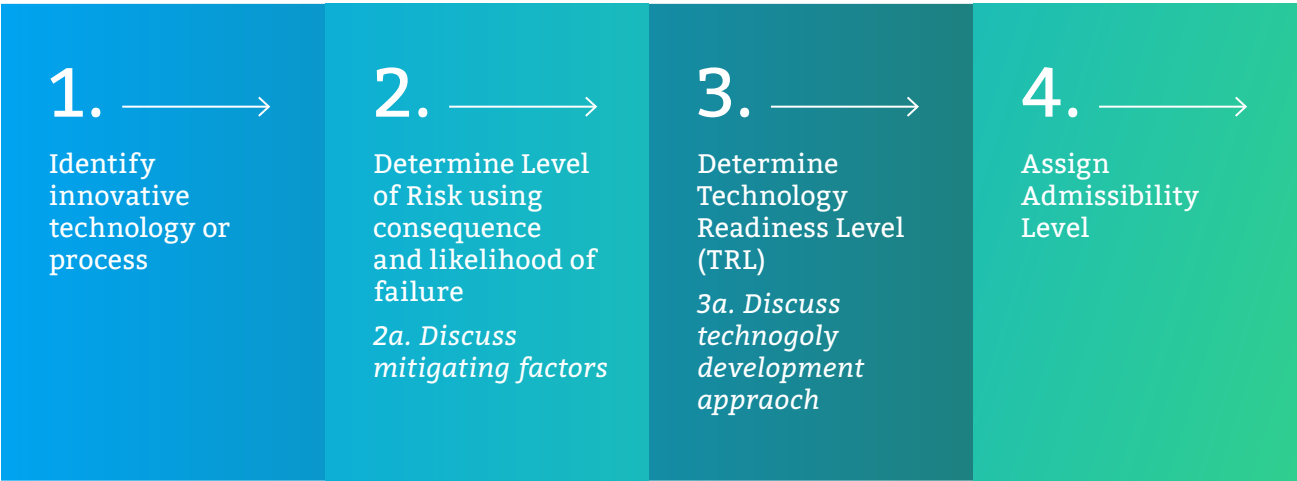 1.
Identify
innovative
technology or
process
2.
Determine Level
of Risk using
consequence
and likelihood of
failure
2a. Discuss
mitigating factors
3.
Determine
Technology
Readiness Level
(TRL)
3a. Discuss
technogoly
development
appraoch
4.
Assign
Admissibility
Level